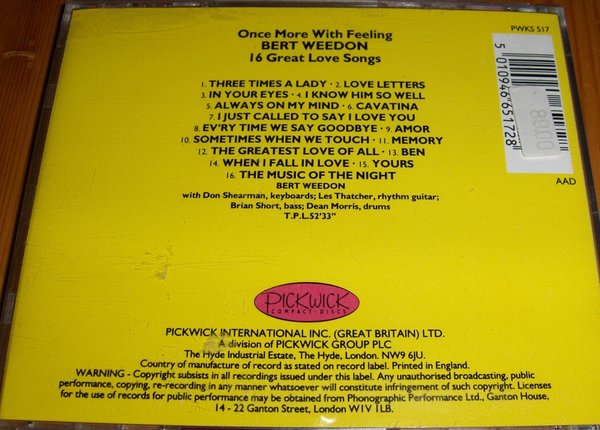 Once More With Feeling
BERT WEEDON
16 Great Love Songs
PWKS 517
1. THREE TIMES A LADY • 2. LOVE LETTERS
3. IN YOUR EYES • 4. I KNOW HIM SO WELL
5. ALWAYS ON MY MIND • 6. CAVATINA
7. I JUST CALLED TO SAY I LOVE YOU
8. EV'RY TIME WE SAY GOODBYE • 9. AMOR
10. SOMETIMES WHEN WE TOUCH • 11. MEMORY
12. THE GREATEST LOVE OF ALL • 13. BEN
14. WHEN I FALL IN LOVE • 15. YOURS
16. THE MUSIC OF THE NIGHT
BERT WEEDON
with Don Shearman, keyboards; Les Thatcher, rhythm guitar;
Brian Short, bass; Dean Morris, drums
T.P.L.52'33"
5 010946 651728
AAD
PICKWICK
COMPACT • DISCS
PICKWICK INTERNATIONAL INC. (GREAT BRITAIN) LTD.
A division of PICKWICK GROUP PLC
The Hyde Industrial Estate, The Hyde, London. NW9 6JU.
Country of manufacture of record as stated on record label. Printed in England.
WARNING - Copyright subsists in all recordings issued under this label. Any unauthorised broadcasting, public
performance, copying, re-recording in any manner whatsoever will constitute infringement of such copyright. Licenses
for the use of records for public performance may be obtained from Phonographic Performance Ltd., Ganton House,
14 - 22 Ganton Street, London W1V 1LB.